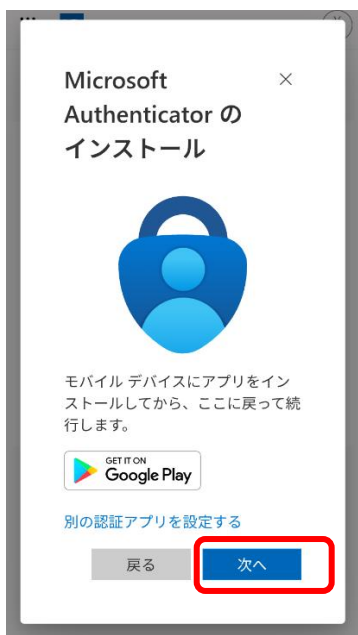 Microsoft
Authenticator の
インストール
モバイル デバイスにアプリをイン
ストールしてから、ここに戻って続
行します。
GET IT ON
Google Play
別の認証アプリを設定する
戻る
次へ